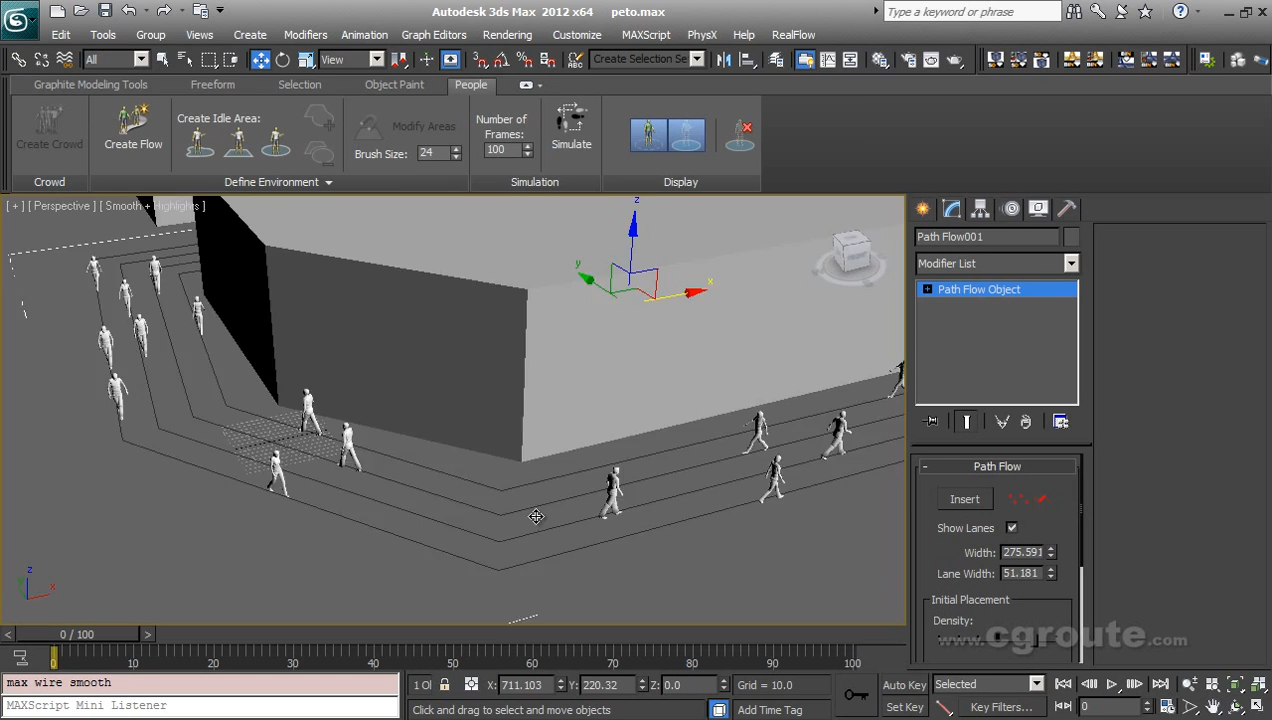 Autodesk 3ds Max 2012 x64 peto.max
Type a keyword or phrase
Edit Tools Group Views Create Modifiers Animation Graph Editors Rendering Customize MAXScript PhysX Help RealFlow
All View Create Selection Se
Graphite Modeling Tools Freeform Selection Object Paint People
Create Crowd
Create Flow
Create Idle Area:
Modify Areas
Brush Size: 24
Number of
Frames:
100
Simulate
Crowd Define Environment Simulation Display
[ + ] [ Perspective ] [ Smooth + Highlights ]
z
y
x
z
y
x
Path Flow001
Modifier List
Path Flow Object
Path Flow
Insert
Show Lanes
Width: 275.591
Lane Width: 51.181
Initial Placement
Density:
www.cgroute.com
< 0 / 100 >
0 10 20 30 40 50 60 70 80 90 100
max wire smooth
MAXScript Mini Listener
1 Ol X: 711.103 Y: 220.32 Z: 0.0 Grid = 10.0
Click and drag to select and move objects
Add Time Tag
Auto Key Selected
Set Key Key Filters... 0